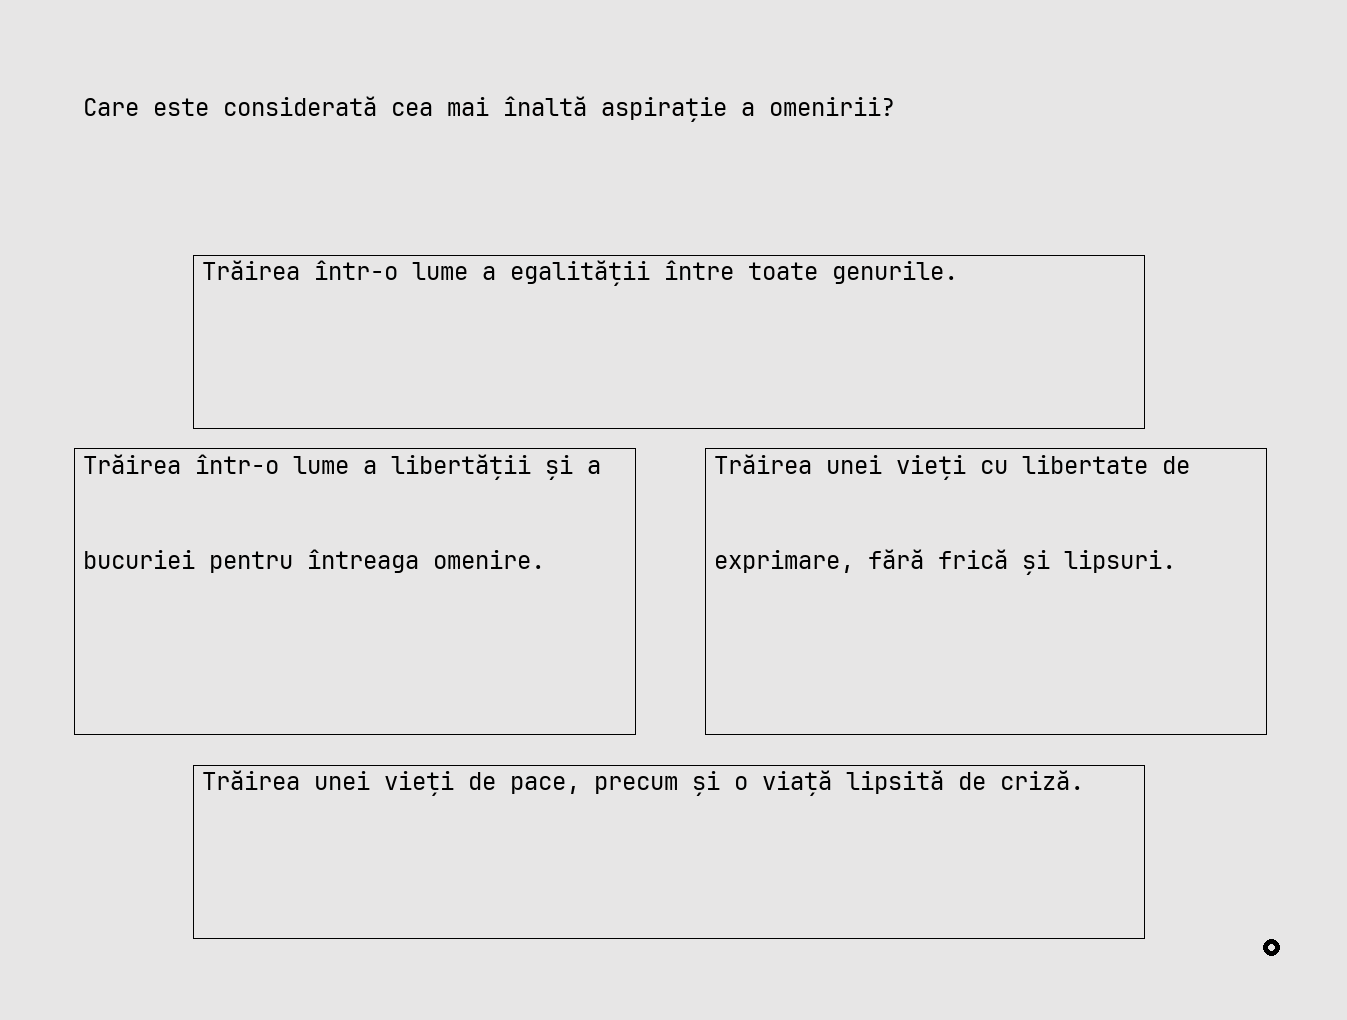 Care este considerată cea mai înaltă aspirație a omenirii?
Trăirea într-o lume a egalității între toate genurile.
Trăirea într-o lume a libertății și a
bucuriei pentru întreaga omenire.
Trăirea unei vieți cu libertate de
exprimare, fără frică și lipsuri.
Trăirea unei vieți de pace, precum și o viață lipsită de criză.